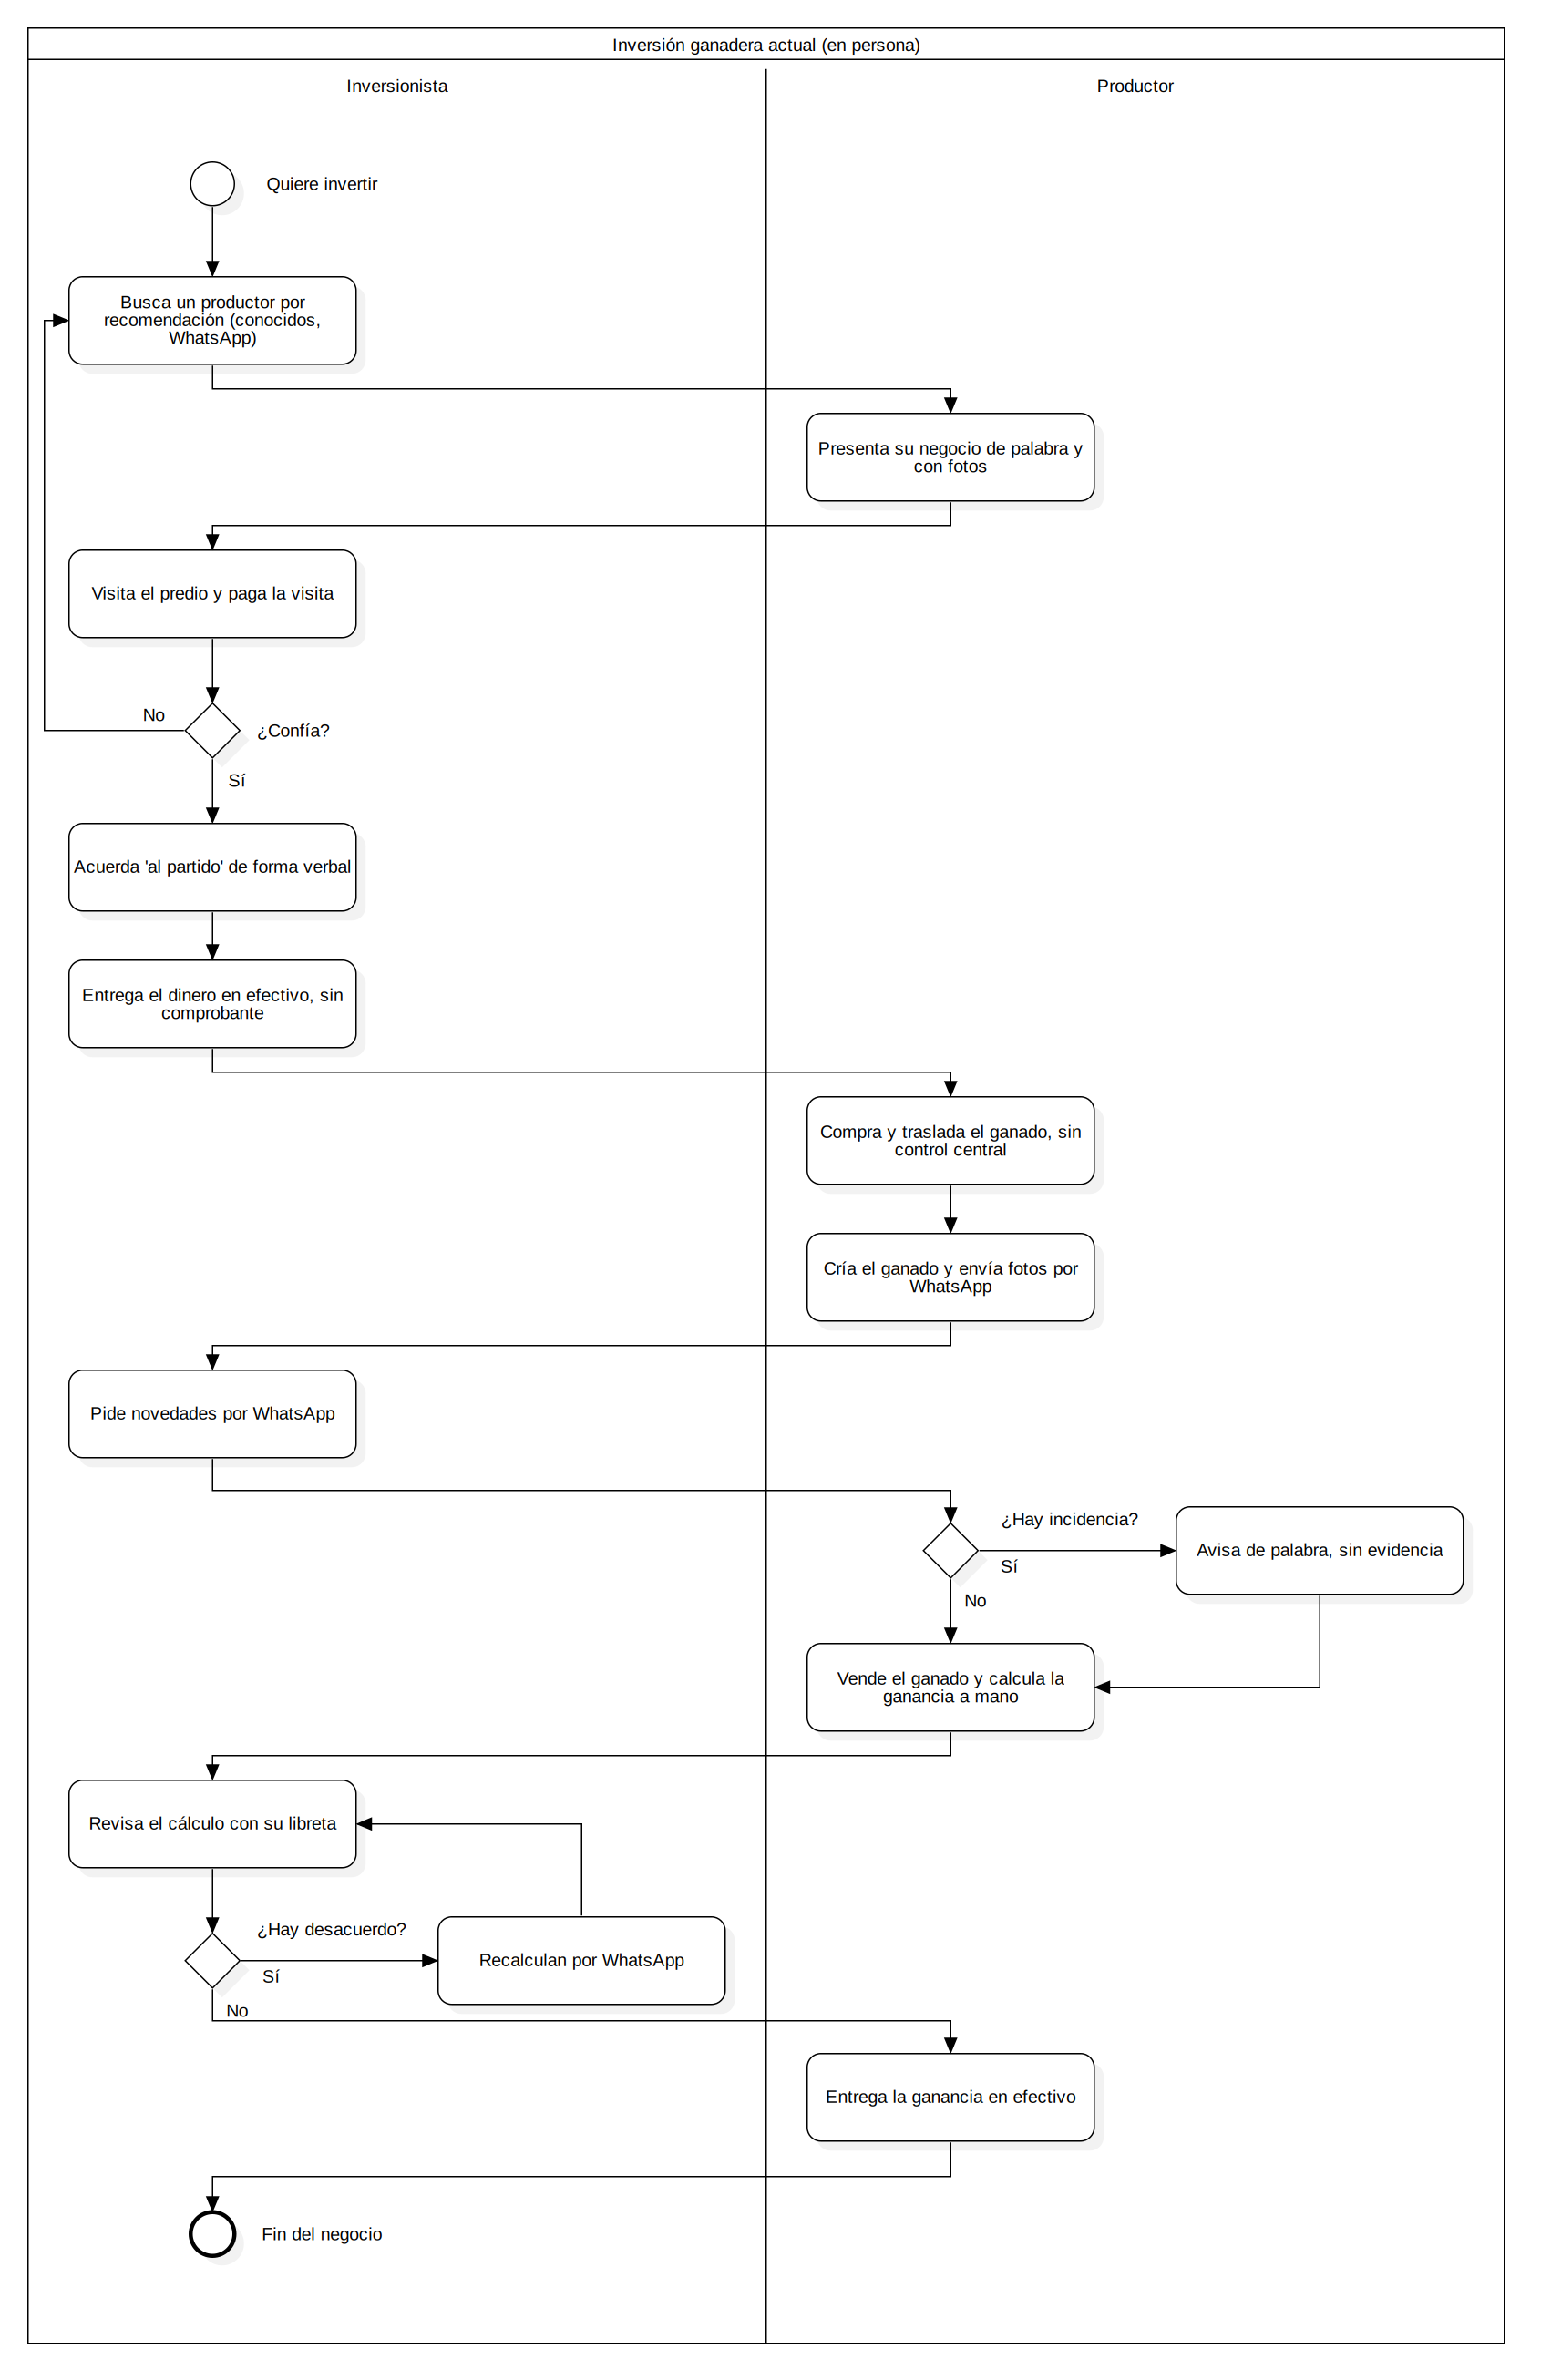 Inversión ganadera actual (en persona)
Inversionista
Productor
Quiere invertir
Busca un productor por
recomendación (conocidos,
WhatsApp)
Presenta su negocio de palabra y
con fotos
Visita el predio y paga la visita
No
¿Confía?
Sí
Acuerda 'al partido' de forma verbal
Entrega el dinero en efectivo, sin
comprobante
Compra y traslada el ganado, sin
control central
Cría el ganado y envía fotos por
WhatsApp
Pide novedades por WhatsApp
¿Hay incidencia?
Sí
Avisa de palabra, sin evidencia
No
Vende el ganado y calcula la
ganancia a mano
Revisa el cálculo con su libreta
¿Hay desacuerdo?
Sí
Recalculan por WhatsApp
No
Entrega la ganancia en efectivo
Fin del negocio